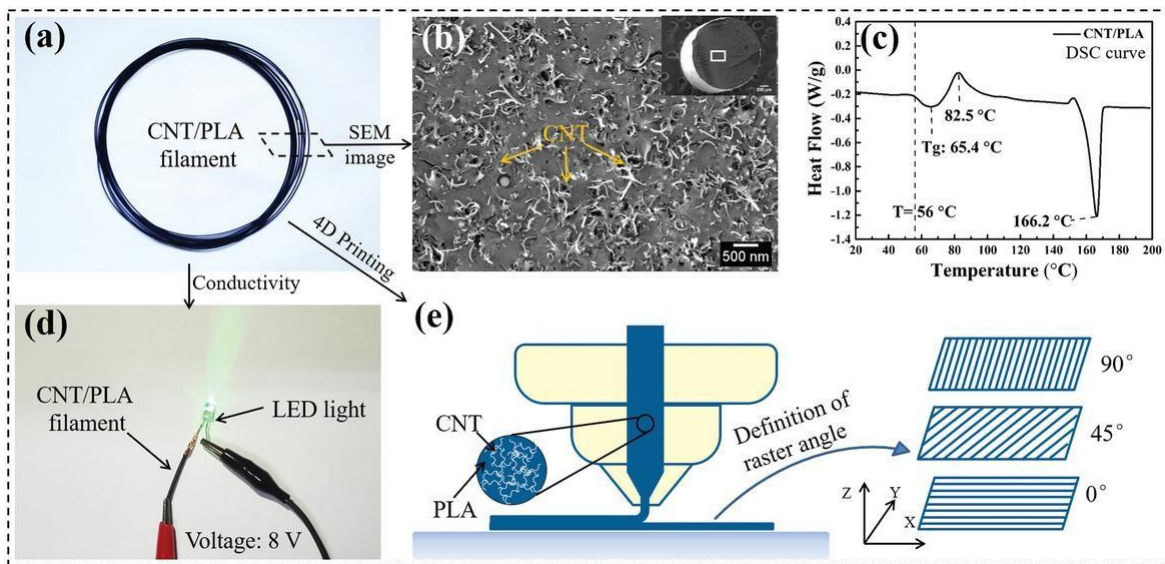 (a)
CNT/PLA
filament
SEM
image
4D Printing
Conductivity
(b)
CNT
500 nm
(c)
CNT/PLA
DSC curve
Heat Flow (W/g)
0.4
0.2
0.0
-0.2
-0.4
-0.6
-0.8
-1.0
-1.2
-1.4
82.5 °C
Tg: 65.4 °C
T= 56 °C
166.2 °C
20 40 60 80 100 120 140 160 180 200
Temperature (°C)
(d)
CNT/PLA
filament
LED light
Voltage: 8 V
(e)
CNT
PLA
Definition of
raster angle
90°
45°
0°
Z
Y
X